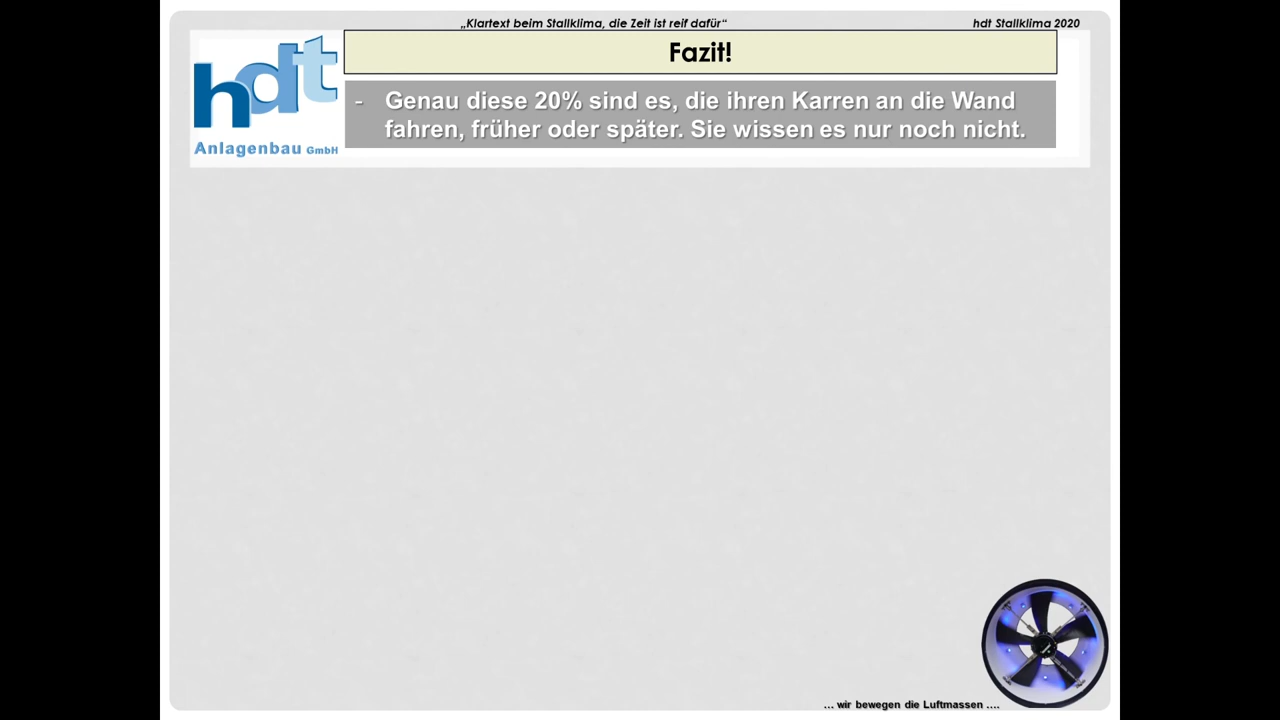 „Klartext beim Stallklima, die Zeit ist reif dafür“
hdt Stallklima 2020
Fazit!
hdt
Anlagenbau GmbH
- Genau diese 20% sind es, die ihren Karren an die Wand
fahren, früher oder später. Sie wissen es nur noch nicht.
... wir bewegen die Luftmassen ....